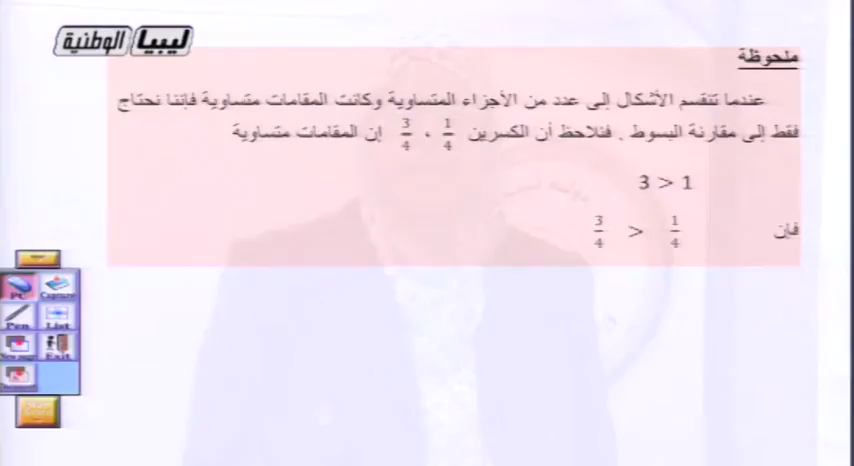 ليبيا الوطنية
ملحوظة
عندما تنقسم الأشكال إلى عدد من الأجزاء المتساوية وكانت المقامات متساوية فإننا نحتاج
فقط إلى مقارنة البسوط . فنلاحظ أن الكسرين 1/4 ، 3/4 إن المقامات متساوية
3 > 1
فإن 3/4 > 1/4
PC Capture
Pen List
Exit